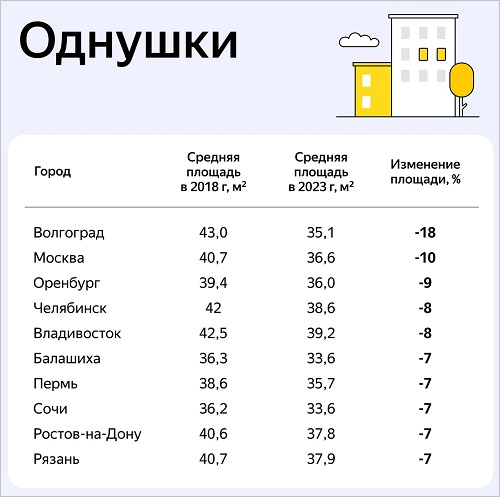 Однушки
Город
Средняя площадь в 2018 г, м²
Средняя площадь в 2023 г, м²
Изменение площади, %
Волгоград 43,0 35,1 -18
Москва 40,7 36,6 -10
Оренбург 39,4 36,0 -9
Челябинск 42 38,6 -8
Владивосток 42,5 39,2 -8
Балашиха 36,3 33,6 -7
Пермь 38,6 35,7 -7
Сочи 36,2 33,6 -7
Ростов-на-Дону 40,6 37,8 -7
Рязань 40,7 37,9 -7